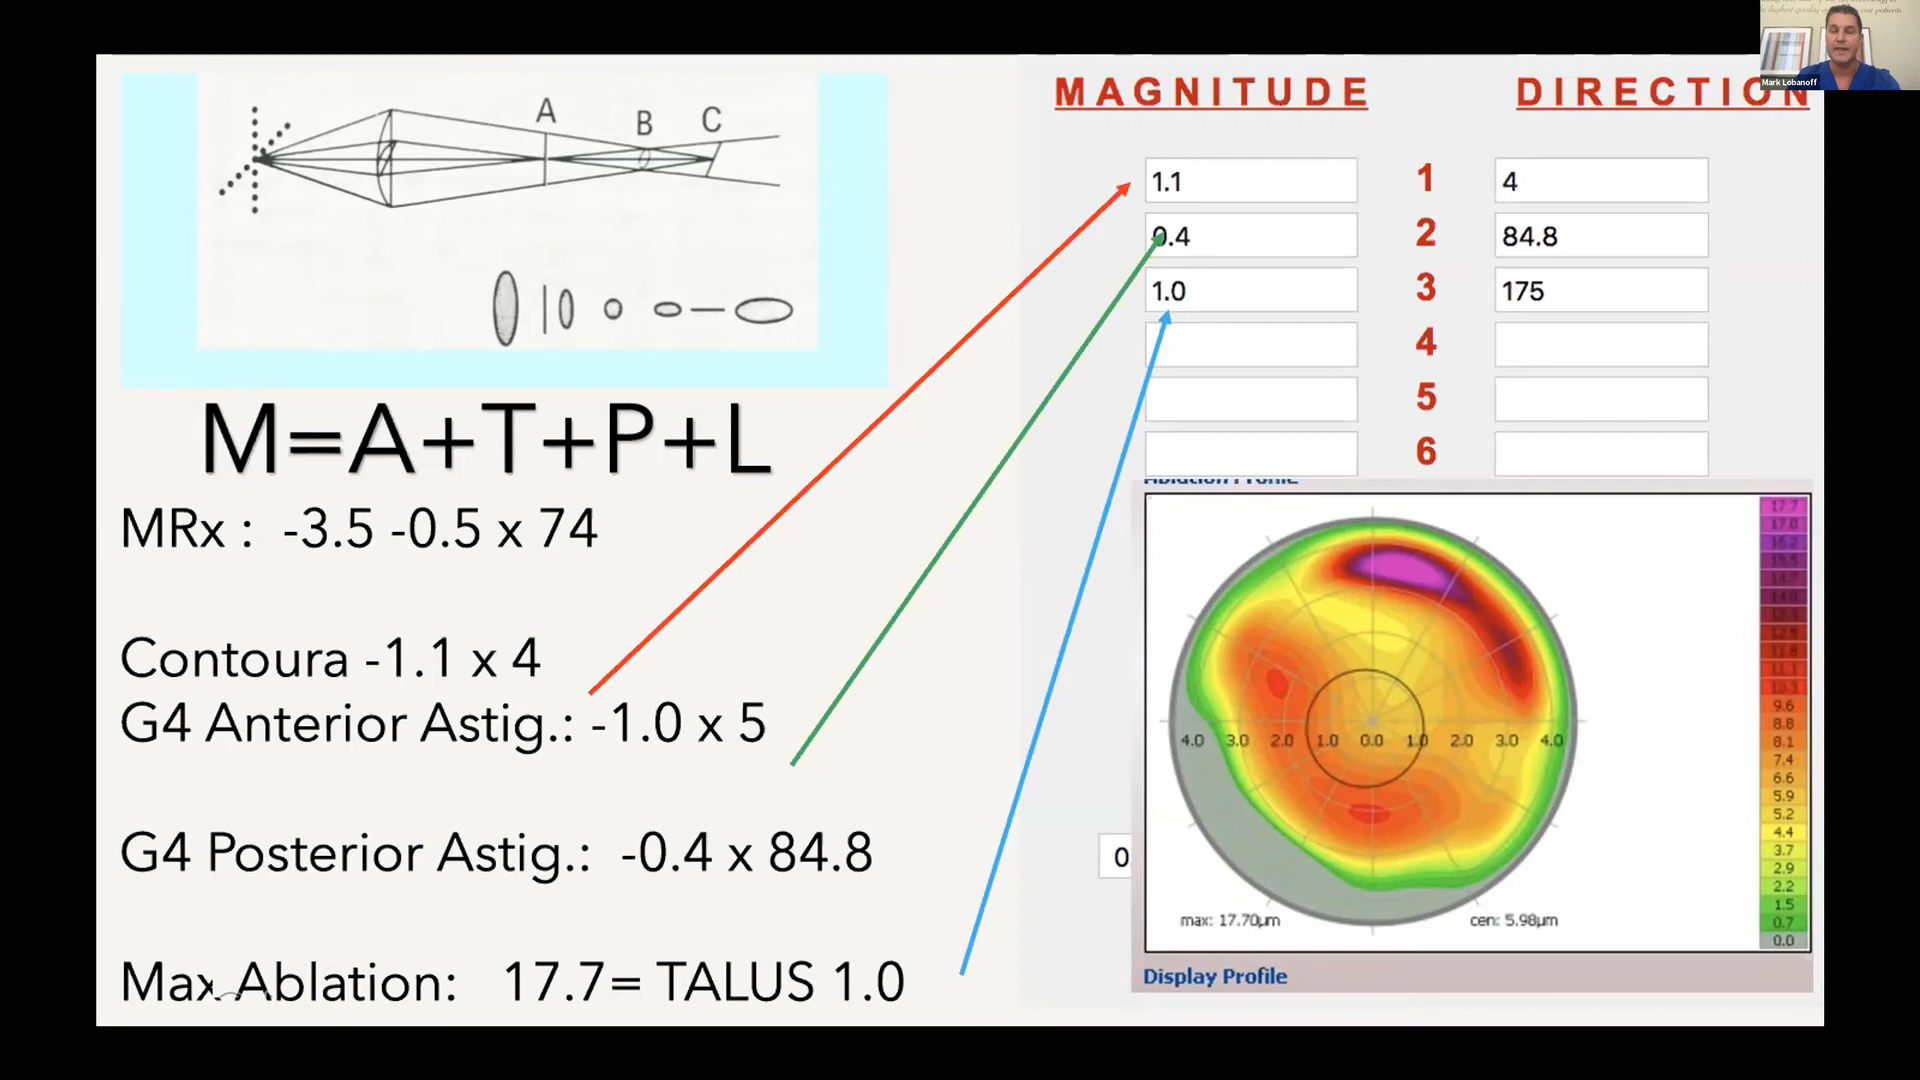 A B C
M=A+T+P+L
MRx : -3.5 -0.5 x 74
Contoura -1.1 x 4
G4 Anterior Astig.: -1.0 x 5
G4 Posterior Astig.: -0.4 x 84.8
Max Ablation: 17.7= TALUS 1.0
MAGNITUDE DIRECTION
1.1 1 4
0.4 2 84.8
1.0 3 175
4
5
6
0
Ablation Profile
4.0 3.0 2.0 1.0 0.0 1.0 2.0 3.0 4.0
max: 17.70µm cen: 5.98µm
17.7
17.0
9.6
8.8
8.1
7.4
6.6
5.9
5.2
4.4
3.7
2.9
2.2
1.5
0.7
0.0
Display Profile
Mark Lobanoff